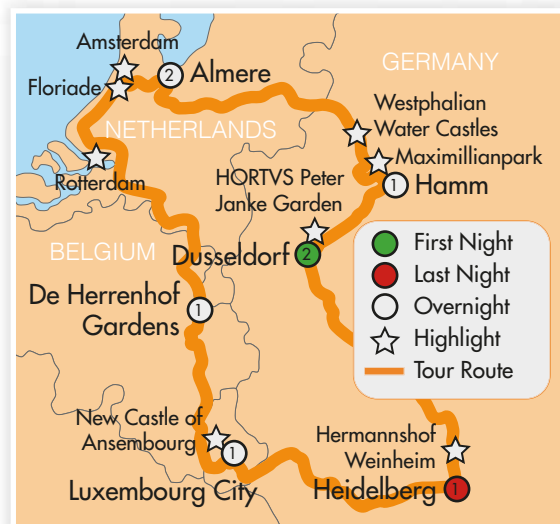 Amsterdam
GERMANY
Floriade
2
Almere
Westphalian
Water Castles
NETHERLANDS
Maximillianpark
Rotterdam
HORTVS Peter
Janke Garden
1
Hamm
BELGIUM
Dusseldorf
2
First Night
Last Night
Overnight
Highlight
Tour Route
De Herrenhof
Gardens
1
New Castle of
Ansembourg
1
Luxembourg City
Hermannshof
Weinheim
Heidelberg
1